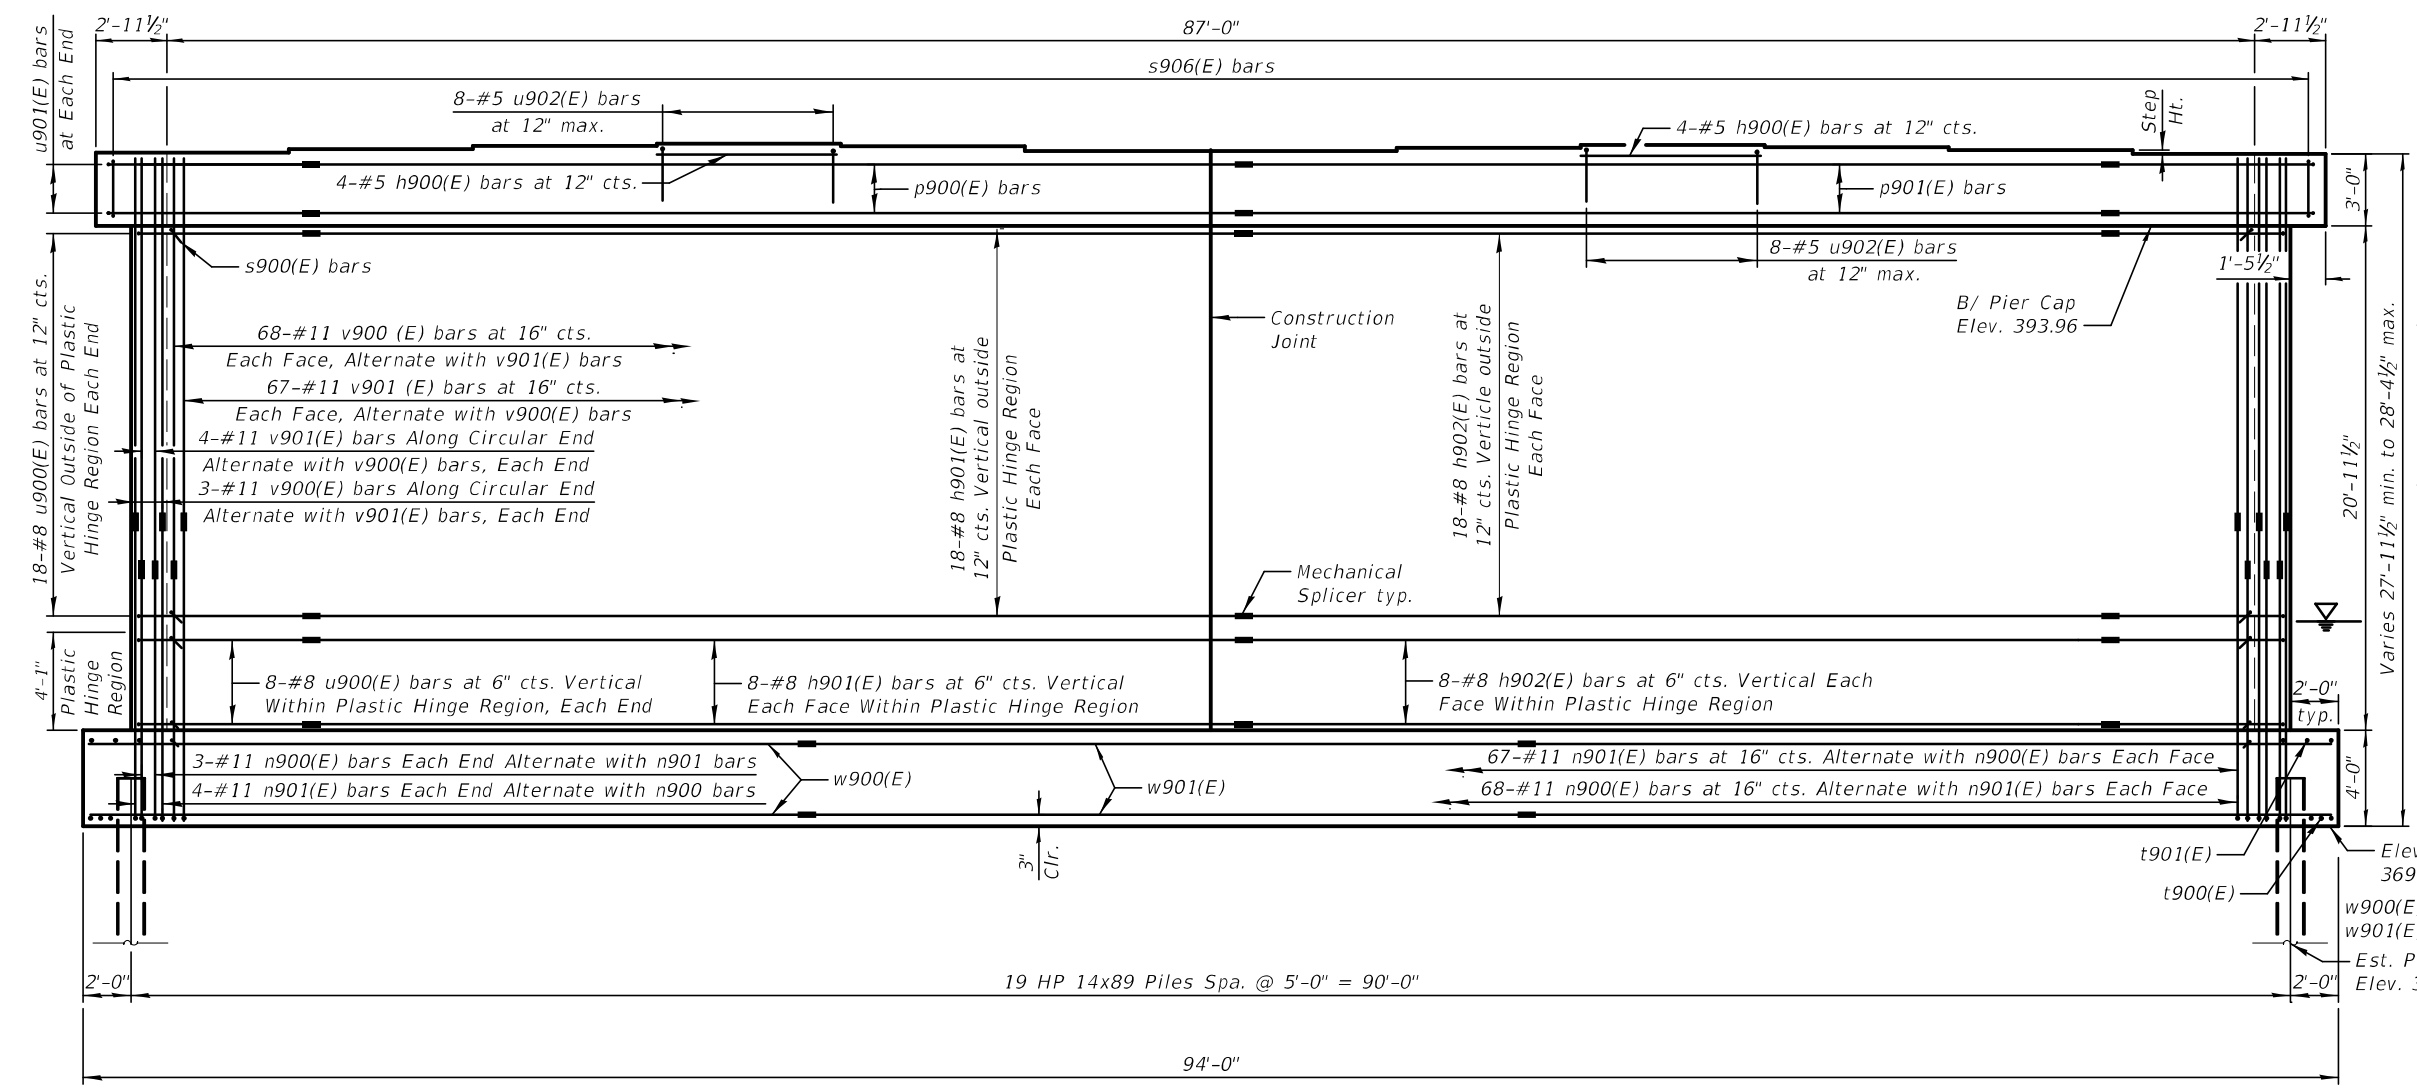 2'-11½"
87'-0"
2'-11½"
s906(E) bars
u901(E) bars
at Each End
8-#5 u902(E) bars
at 12" max.
4-#5 h900(E) bars at 12" cts.
Step
Ht.
4-#5 h900(E) bars at 12" cts.
p900(E) bars
p901(E) bars
3'-0"
s900(E) bars
8-#5 u902(E) bars
at 12" max.
1'-5½"
B/ Pier Cap
Elev. 393.96
18-#8 u900(E) bars at 12" cts.
Vertical Outside of Plastic
Hinge Region Each End
68-#11 v900 (E) bars at 16" cts.
Each Face, Alternate with v901(E) bars
67-#11 v901 (E) bars at 16" cts.
Each Face, Alternate with v900(E) bars
4-#11 v901(E) bars Along Circular End
Alternate with v900(E) bars, Each End
3-#11 v900(E) bars Along Circular End
Alternate with v901(E) bars, Each End
18-#8 h901(E) bars at
12" cts. Vertical outside
Plastic Hinge Region
Each Face
Construction
Joint
18-#8 h902(E) bars at
12" cts. Verticle outside
Plastic Hinge Region
Each Face
20'-11½"
Varies 27'-11½" min. to 28'-4½" max.
Mechanical
Splicer typ.
4'-1"
Plastic
Hinge
Region
8-#8 u900(E) bars at 6" cts. Vertical
Within Plastic Hinge Region, Each End
8-#8 h901(E) bars at 6" cts. Vertical
Each Face Within Plastic Hinge Region
8-#8 h902(E) bars at 6" cts. Vertical Each
Face Within Plastic Hinge Region
2'-0"
typ.
3-#11 n900(E) bars Each End Alternate with n901 bars
4-#11 n901(E) bars Each End Alternate with n900 bars
w900(E)
w901(E)
67-#11 n901(E) bars at 16" cts. Alternate with n900(E) bars Each Face
68-#11 n900(E) bars at 16" cts. Alternate with n901(E) bars Each Face
4'-0"
3"
Clr.
t901(E)
t900(E)
Elev
369
w900(E
w901(E
Est. P
Elev. 3
2'-0"
19 HP 14x89 Piles Spa. @ 5'-0" = 90'-0"
2'-0"
94'-0"